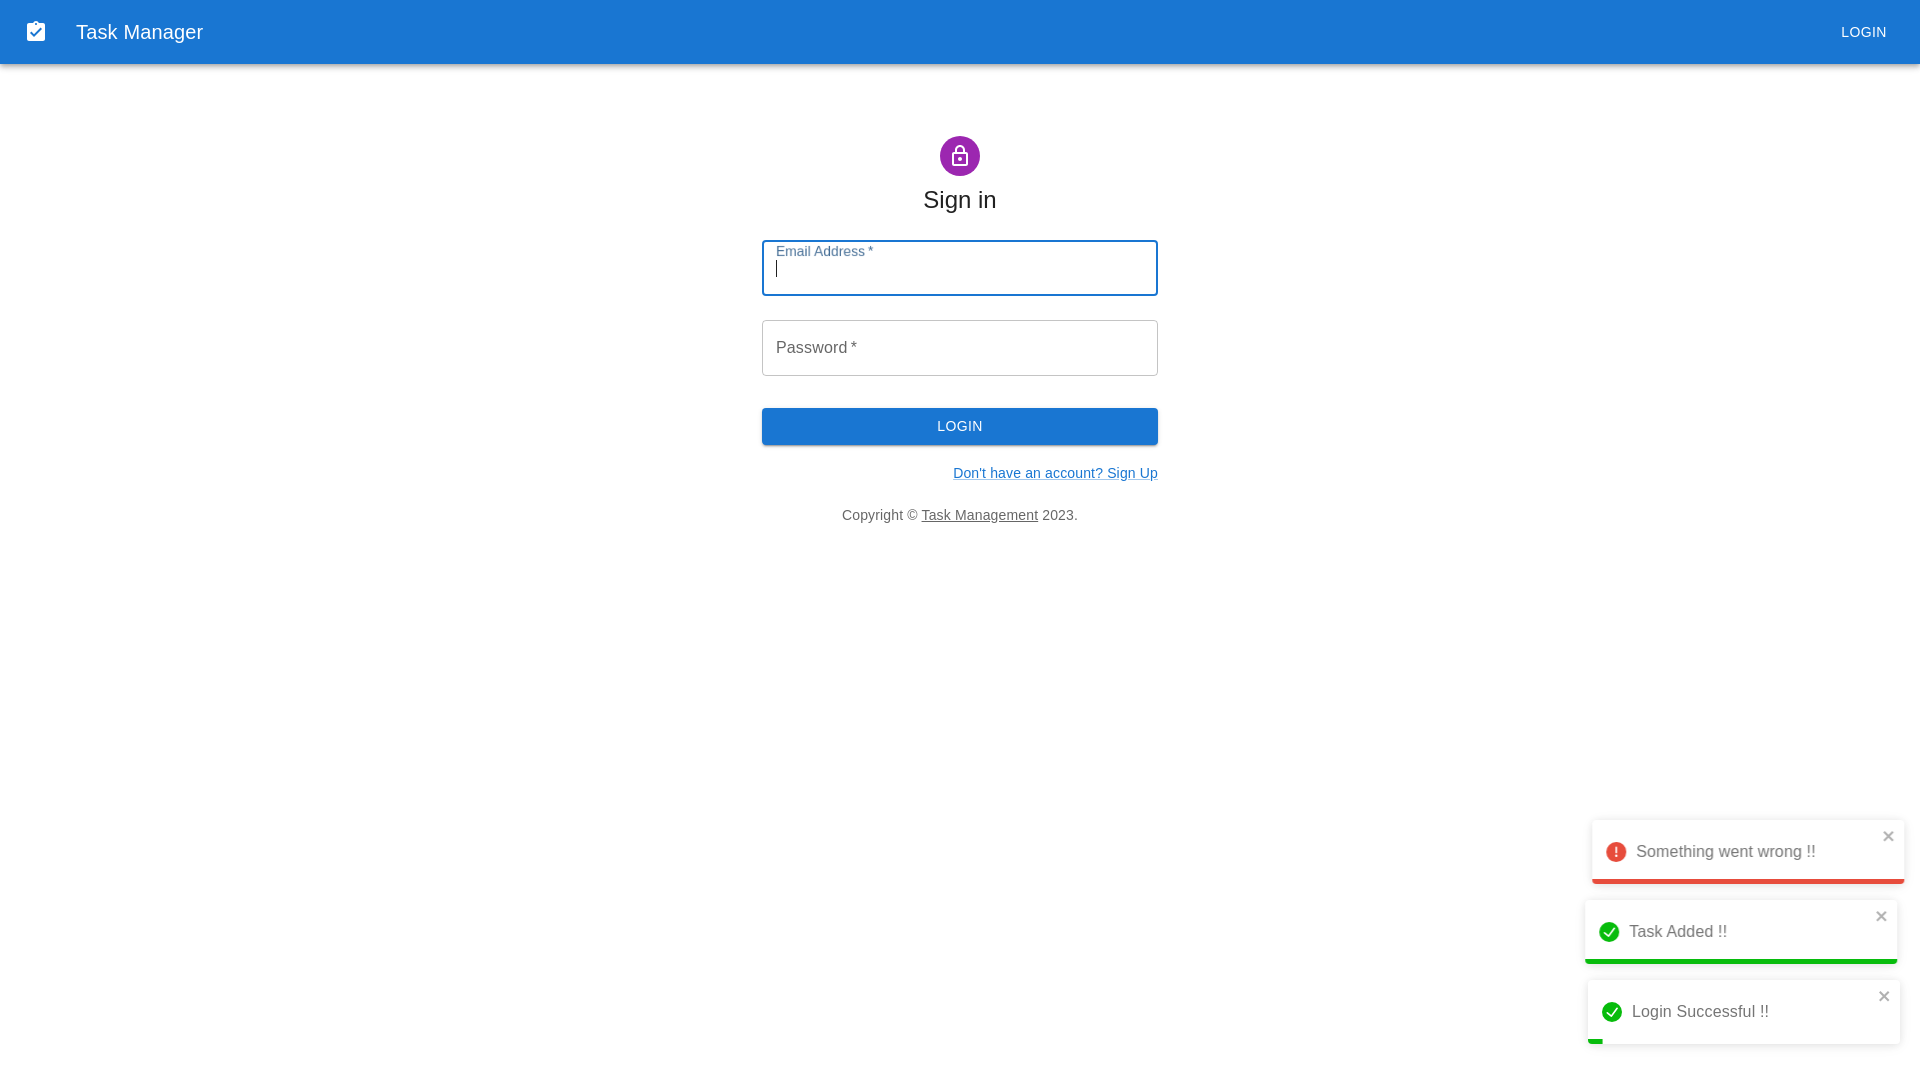 Task Manager
LOGIN
Sign in
Email Address *
Password *
LOGIN
Don't have an account? Sign Up
Copyright © Task Management 2023.
Something went wrong !!
Task Added !!
Login Successful !!